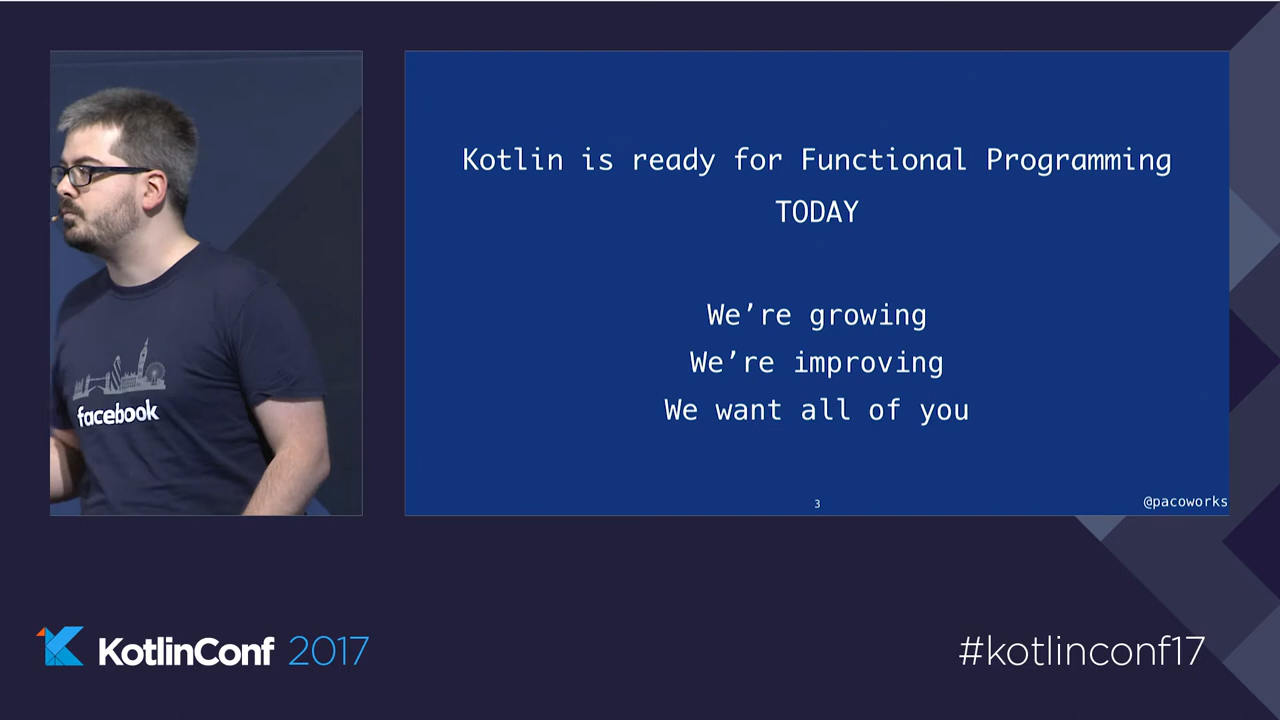 Kotlin is ready for Functional Programming
TODAY
We’re growing
We’re improving
We want all of you
3
@pacoworks
facebook
KotlinConf 2017
#kotlinconf17